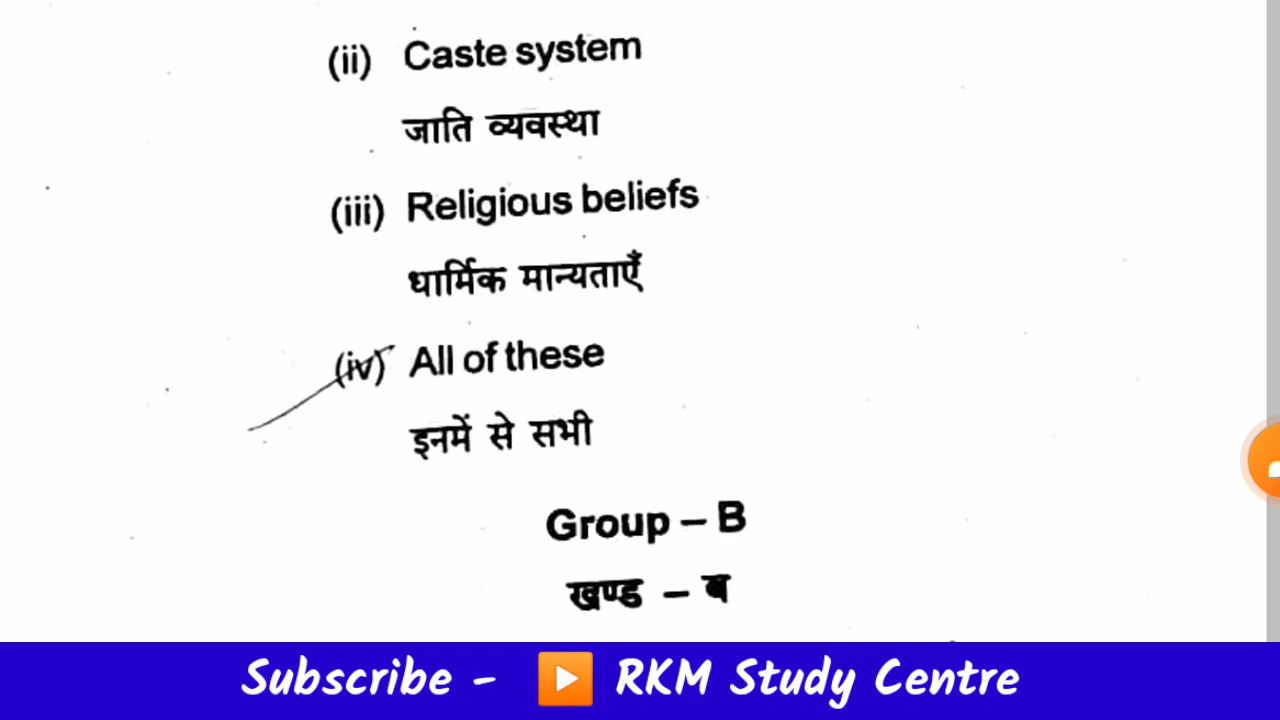 (ii) Caste system
जाति व्यवस्था
(iii) Religious beliefs
धार्मिक मान्यताएँ
(iv) All of these
इनमें से सभी
Group – B
खण्ड – ब
Subscribe - RKM Study Centre